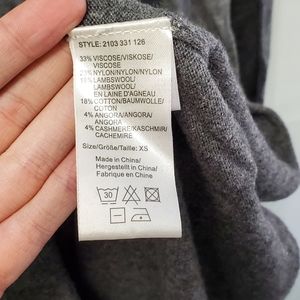 STYLE: 2103 331 126
33% VISCOSE/VISKOSE/
VISCOSE
NYLON/NYLON/NYLON
LAMBSWOOL/
EN LAINE D'AGNEAU
18% COTTON/BAUMWOLLE/
COTON
4% ANGORA/ANGORA/
ANGORA
4% CASHMERE/KASCHMIR/
CACHEMIRE
Size/Größe/Taille: XS
Made in China/
Hergestellt in China/
Fabriqué en Chine
30